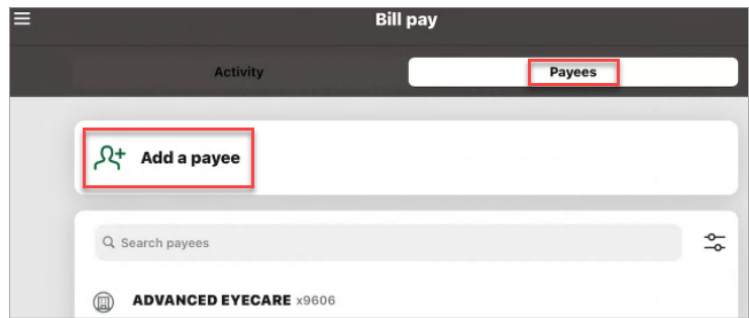 Bill pay
Activity
Payees
Add a payee
Search payees
ADVANCED EYECARE x9606